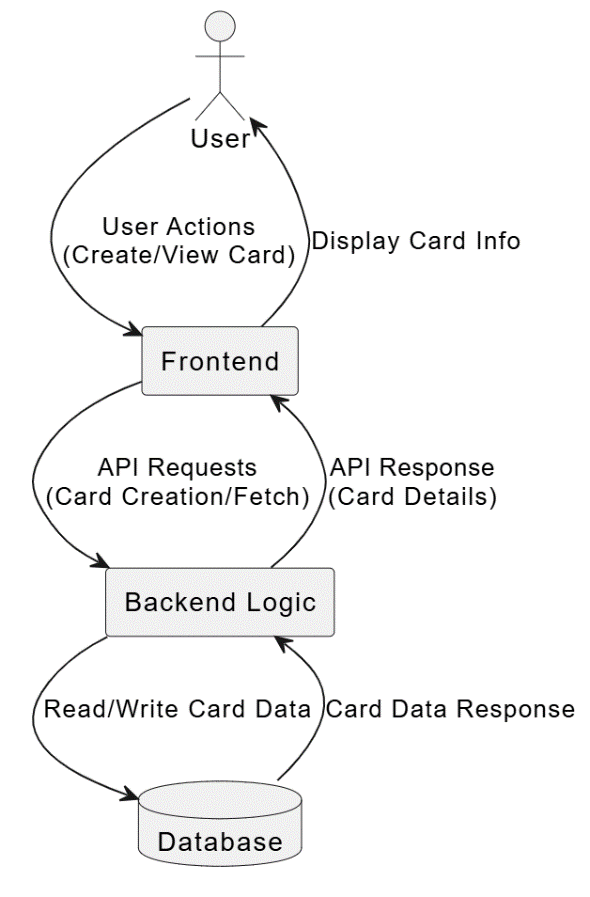 User
User Actions
(Create/View Card)
Display Card Info
Frontend
API Requests
(Card Creation/Fetch)
API Response
(Card Details)
Backend Logic
Read/Write Card Data
Card Data Response
Database